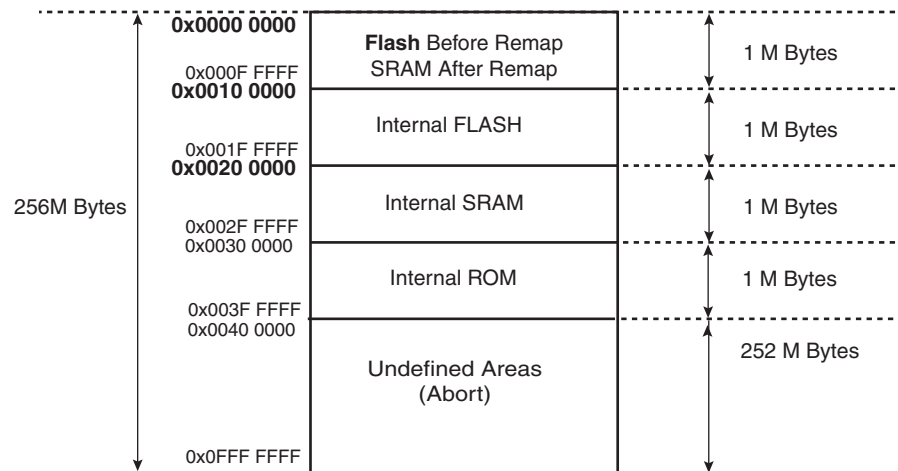 0x0000 0000
Flash Before Remap
SRAM After Remap
1 M Bytes
0x000F FFFF
0x0010 0000
Internal FLASH
1 M Bytes
0x001F FFFF
0x0020 0000
256M Bytes
Internal SRAM
1 M Bytes
0x002F FFFF
0x0030 0000
Internal ROM
1 M Bytes
0x003F FFFF
0x0040 0000
252 M Bytes
Undefined Areas
(Abort)
0x0FFF FFFF